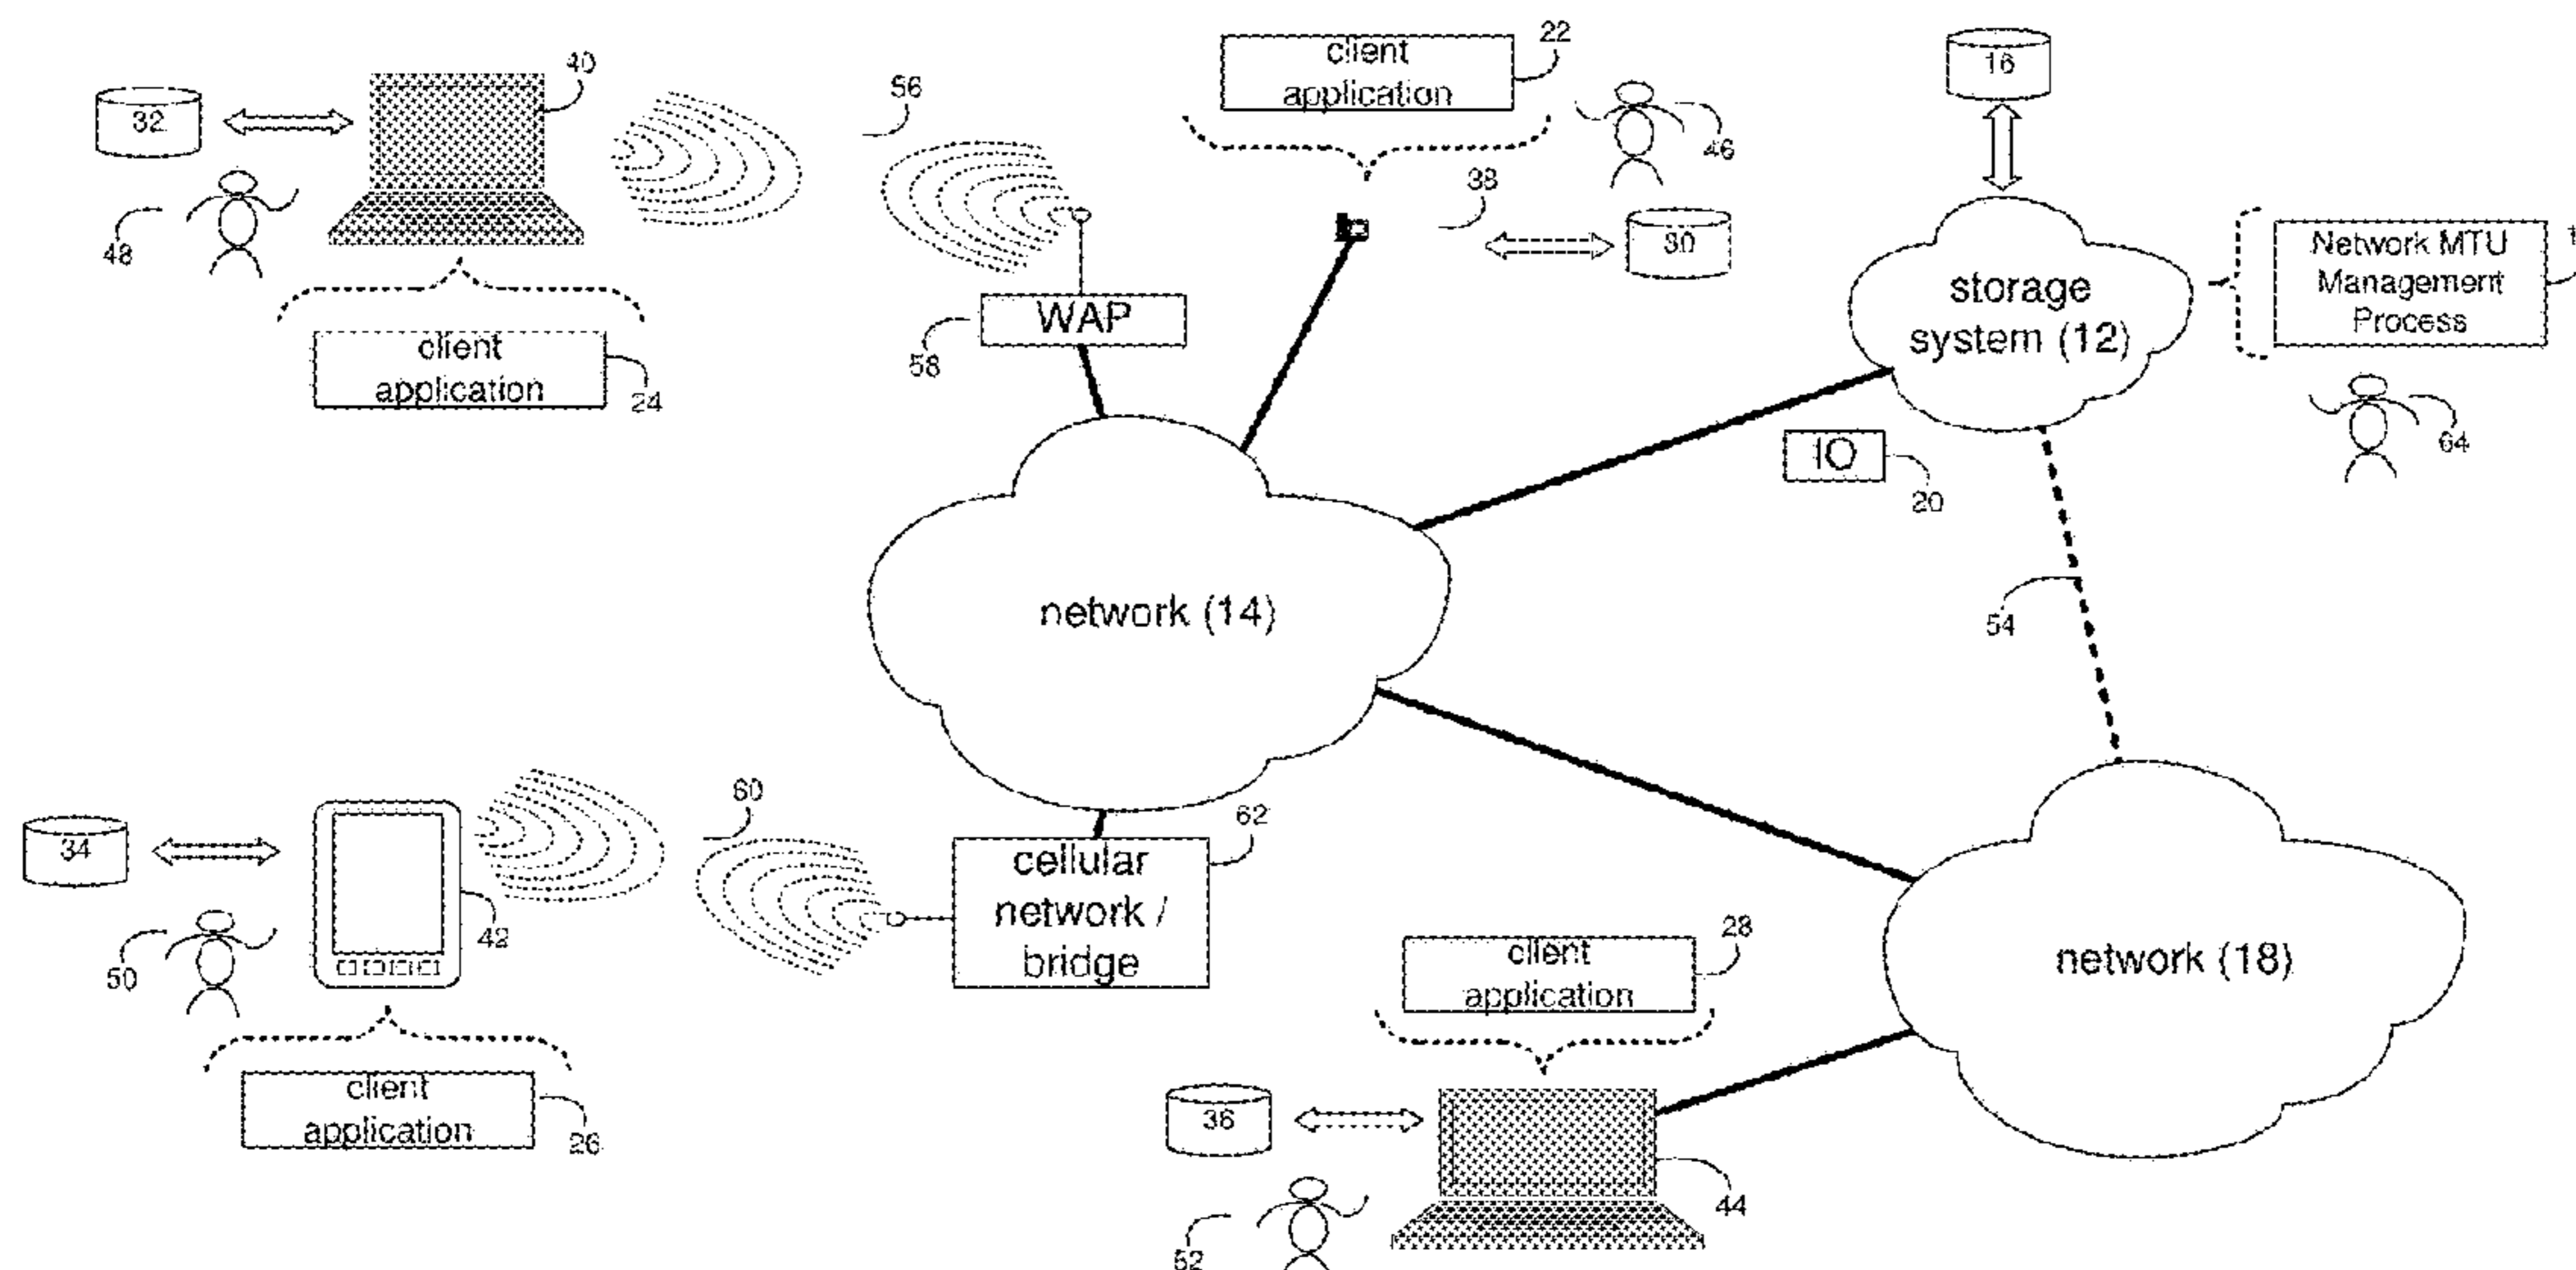 40
32
48
client
application
24
56
WAP
58
client
application
22
46
38
30
16
storage
system (12)
Network MTU
Management
Process
64
IO
20
54
network (14)
34
42
50
client
application
26
60
cellular
network /
bridge
62
client
application
28
network (18)
36
44
52